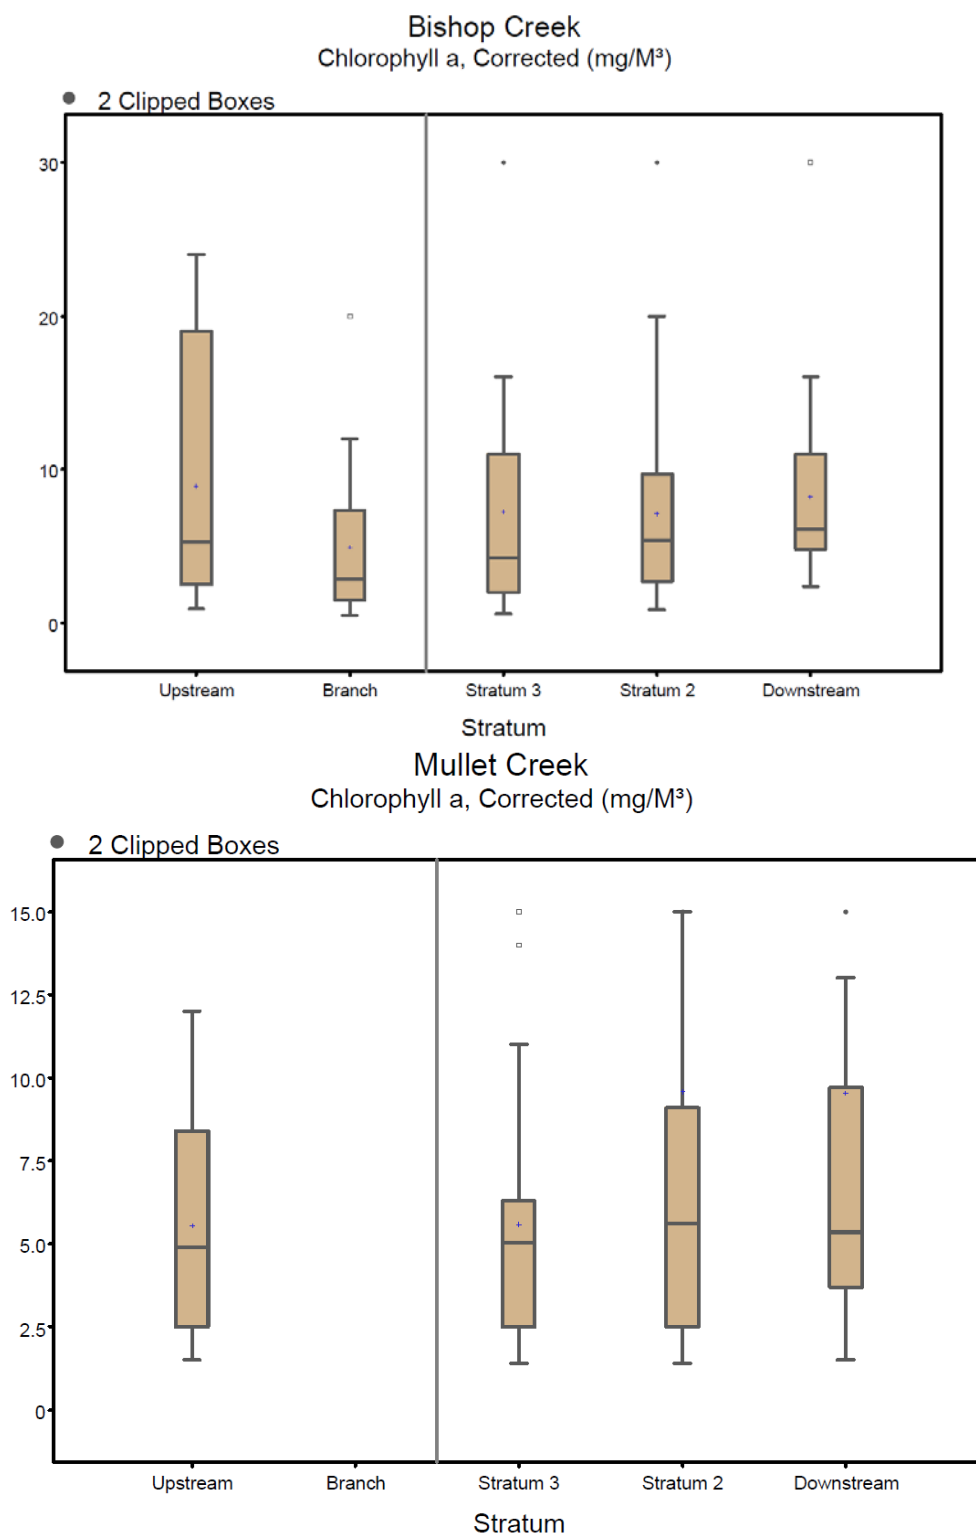 Bishop Creek
Chlorophyll a, Corrected (mg/M³)
2 Clipped Boxes
30
20
10
0
Upstream Branch Stratum 3 Stratum 2 Downstream
Stratum
Mullet Creek
Chlorophyll a, Corrected (mg/M³)
2 Clipped Boxes
15.0
12.5
10.0
7.5
5.0
2.5
0
Upstream Branch Stratum 3 Stratum 2 Downstream
Stratum